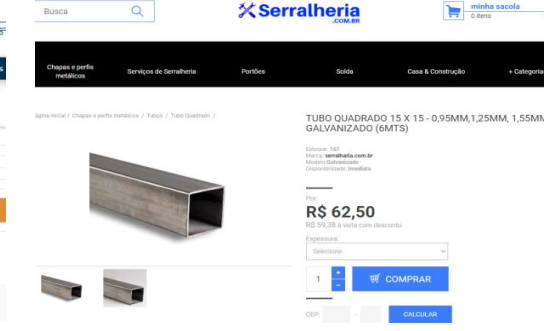 Busca
Serralheria
.COM.BR
minha sacola
0 itens
Chapas e perfis
metálicos
Serviços de Serralheria
Portões
Solda
Casa & Construção
+ Categoria
página inicial / Chapas e perfis metálicos / Tubos / Tubo Quadrado /
TUBO QUADRADO 15 X 15 - 0,95MM,1,25MM, 1,55MM
GALVANIZADO (6MTS)
Estoque: 167
Marca: serralheria.com.br
Modelo: Galvanizado
Disponibilidade: Imediata
Por:
R$ 62,50
R$ 59,38 à vista com desconto
Espessura:
Selecione
1
+
-
COMPRAR
CEP:
-
CALCULAR